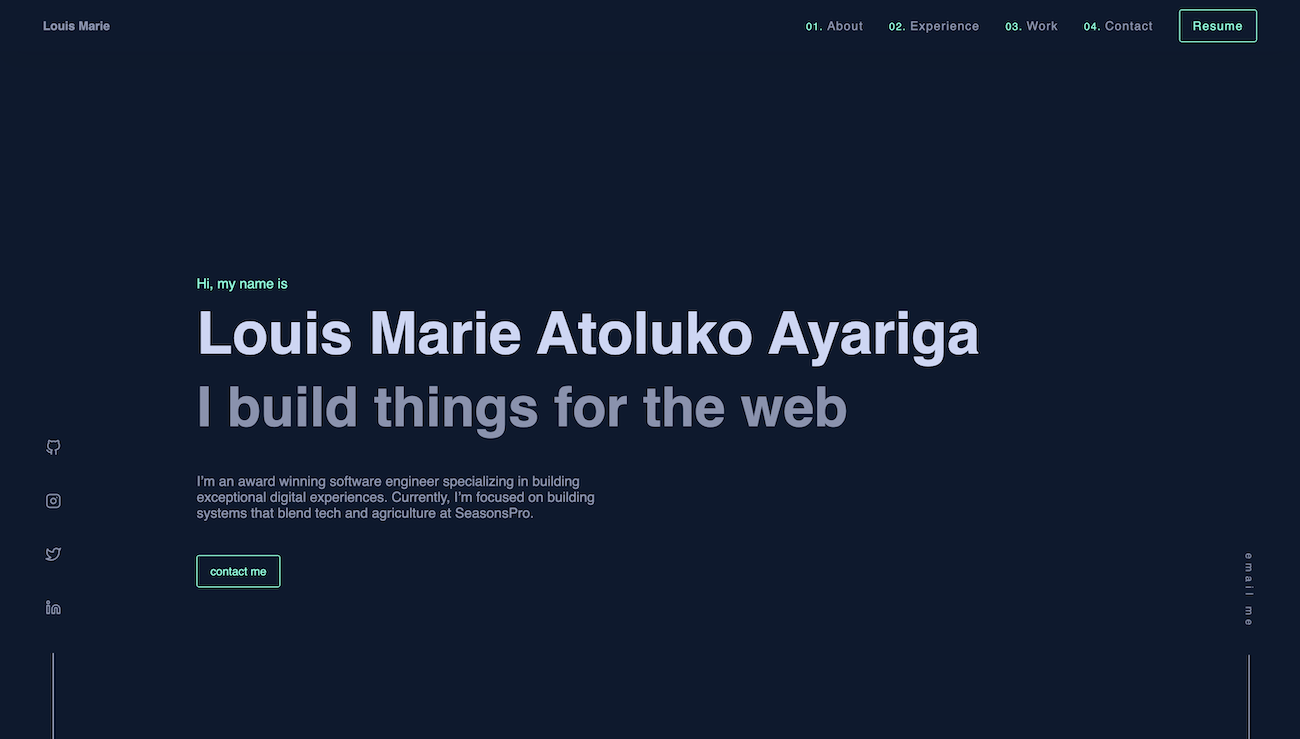 Louis Marie
01. About
02. Experience
03. Work
04. Contact
Resume
Hi, my name is
Louis Marie Atoluko Ayariga
I build things for the web
I'm an award winning software engineer specializing in building
exceptional digital experiences. Currently, I'm focused on building
systems that blend tech and agriculture at SeasonsPro.
contact me
email me